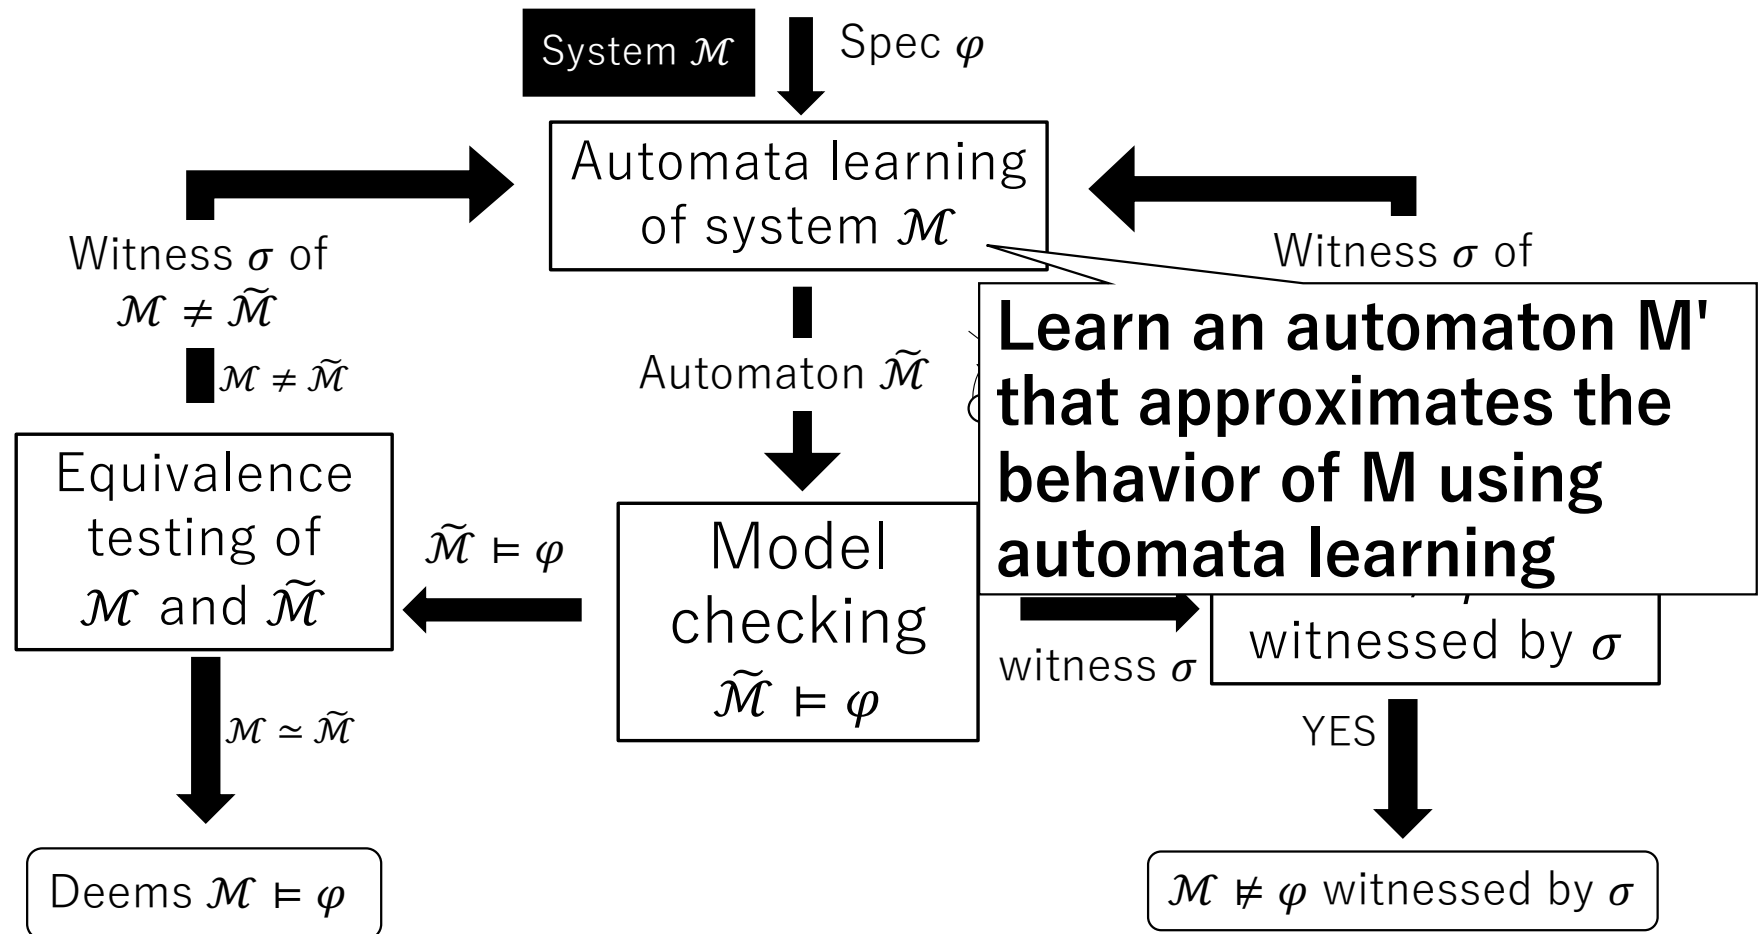 System ℳ
Spec φ
Automata learning
of system ℳ
Witness σ of
ℳ ≠ ℳ̃
Witness σ of
ℳ ≠ ℳ̃
Automaton ℳ̃
Learn an automaton M'
that approximates the
behavior of M using
automata learning
Equivalence
testing of
ℳ and ℳ̃
ℳ̃ ⊨ φ
Model
checking
ℳ̃ ⊨ φ
witness σ
witnessed by σ
ℳ ≃ ℳ̃
YES
Deems ℳ ⊨ φ
ℳ ⊭ φ witnessed by σ